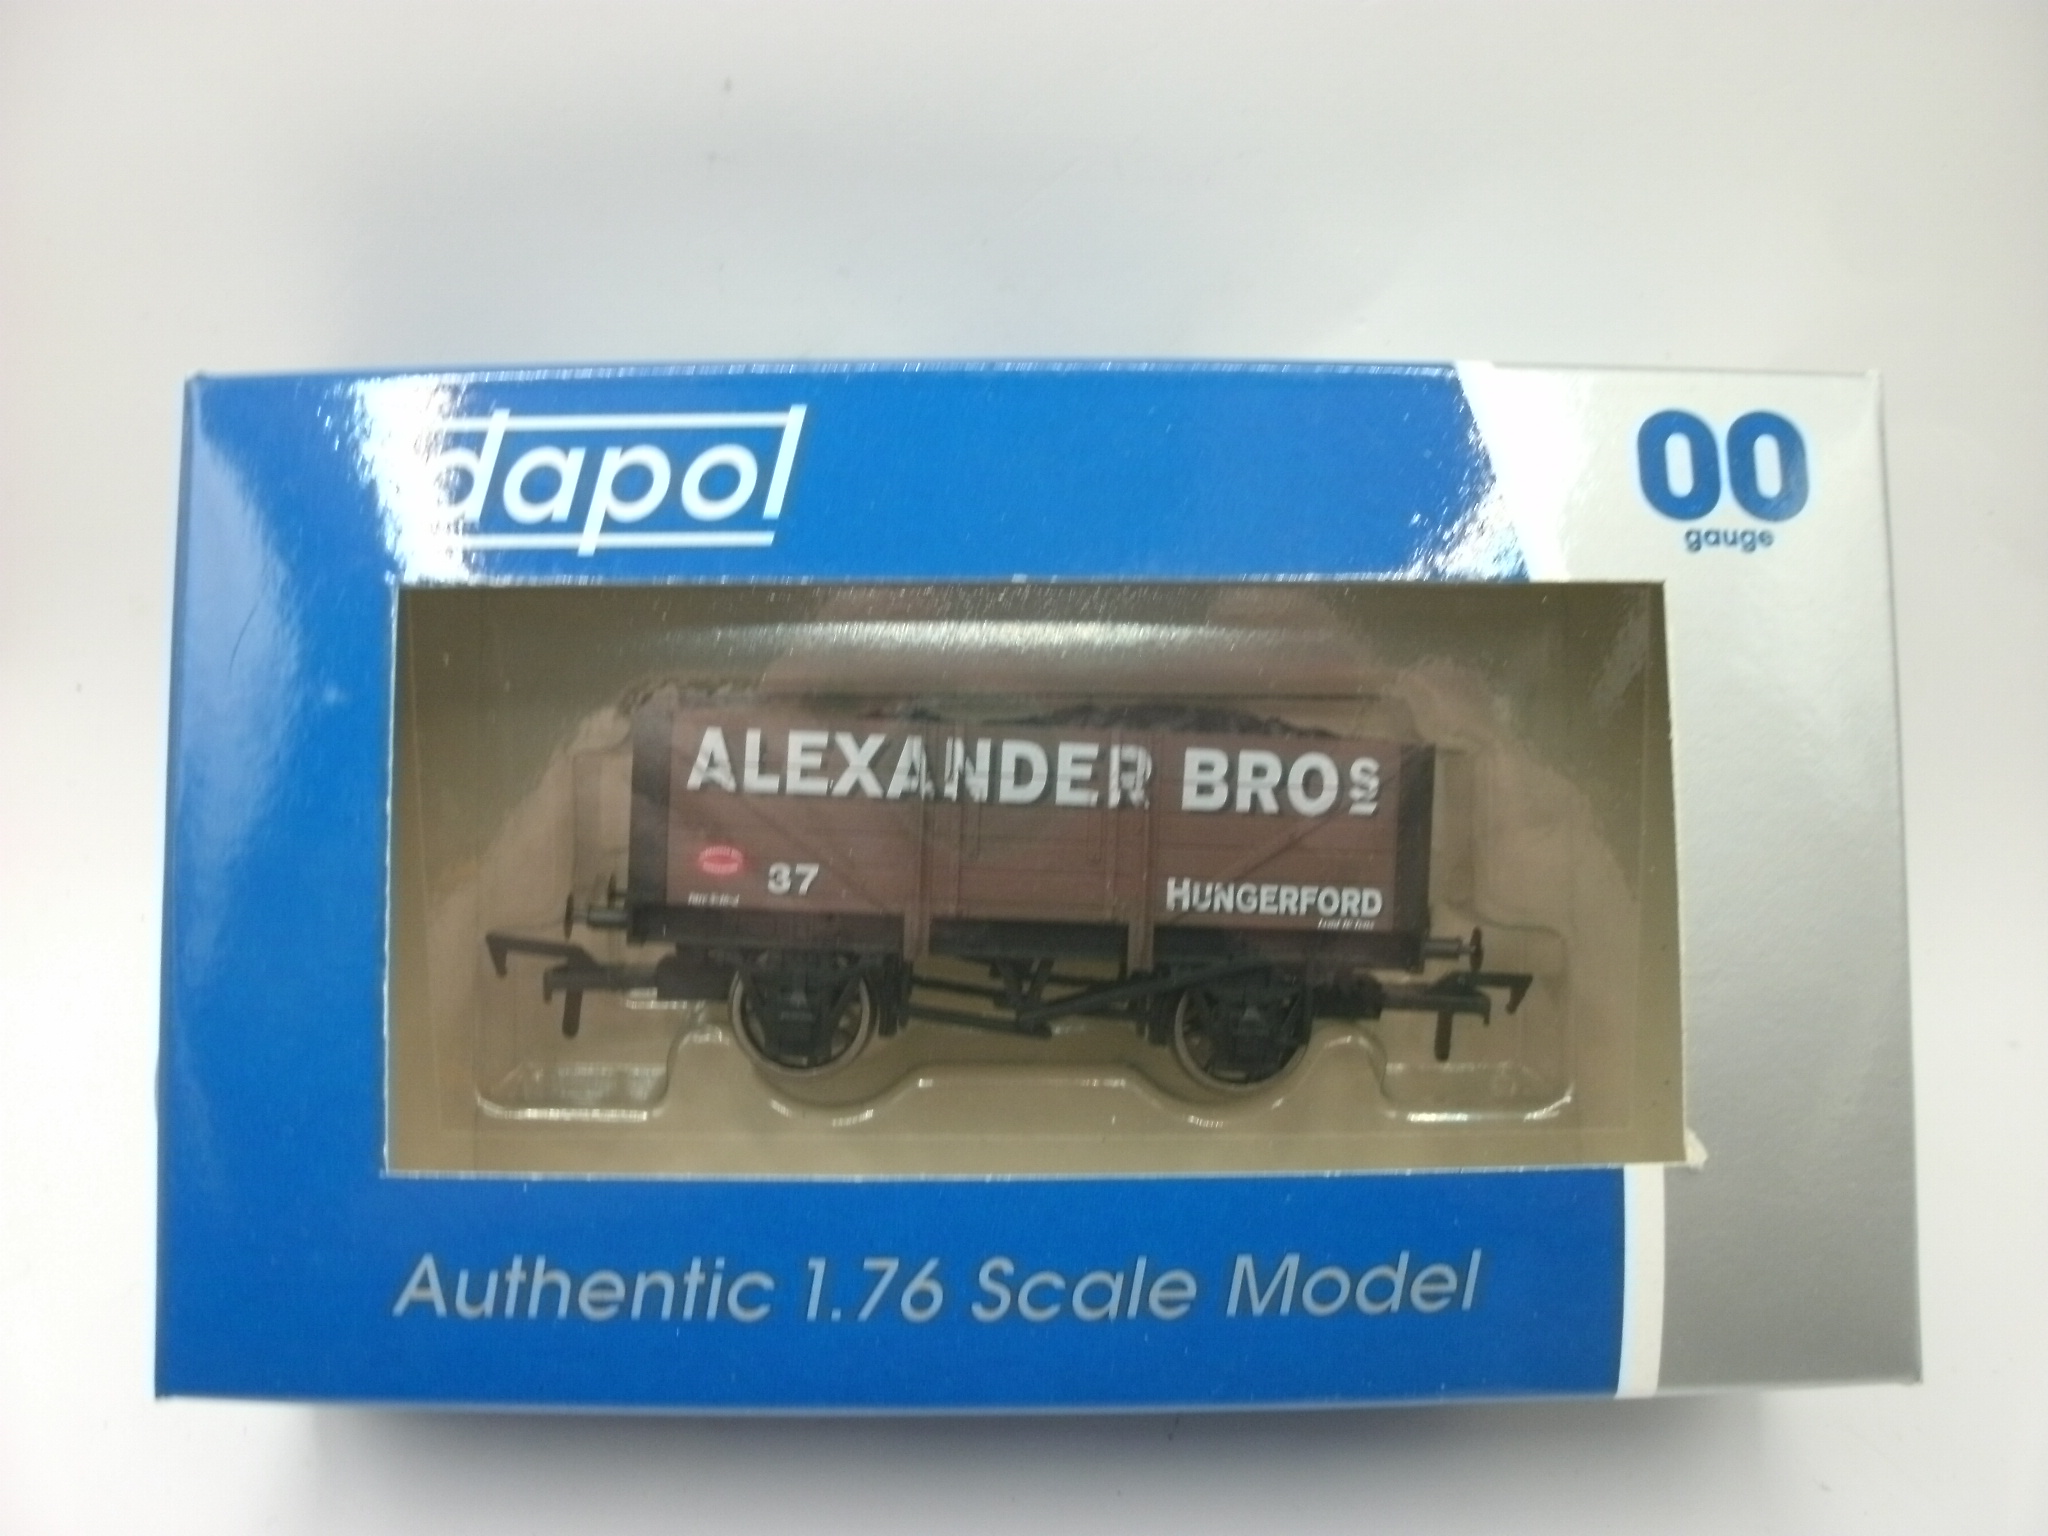 dapol
00
gauge
ALEXANDER BROS
37
HUNGERFORD
Authentic 1.76 Scale Model